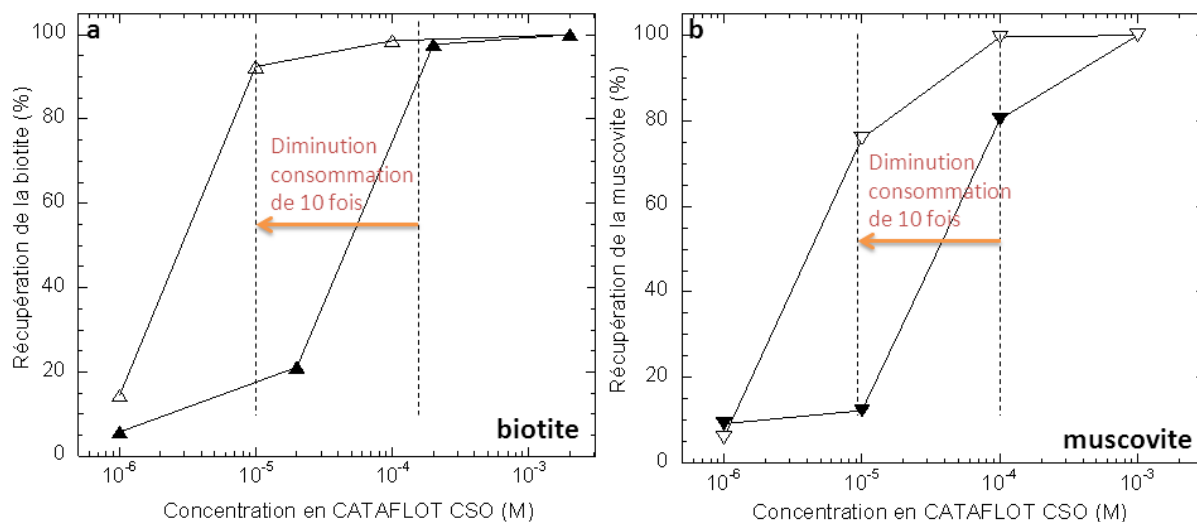 a
Récupération de la biotite (%)
100
80
60
40
20
0
Diminution
consommation
de 10 fois
biotite
10-6
10-5
10-4
10-3
Concentration en CATAFLOT CSO (M)
b
Récupération de la muscovite (%)
100
80
60
40
20
0
Diminution
consommation
de 10 fois
muscovite
10-6
10-5
10-4
10-3
Concentration en CATAFLOT CSO (M)